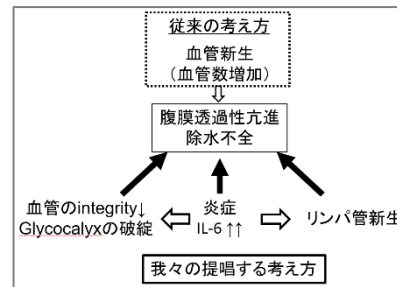 従来の考え方
血管新生
(血管数増加)
腹膜透過性亢進
除水不全
血管のintegrity↓
Glycocalyxの破綻
炎症
IL-6 ↑↑
リンパ管新生
我々の提唱する考え方